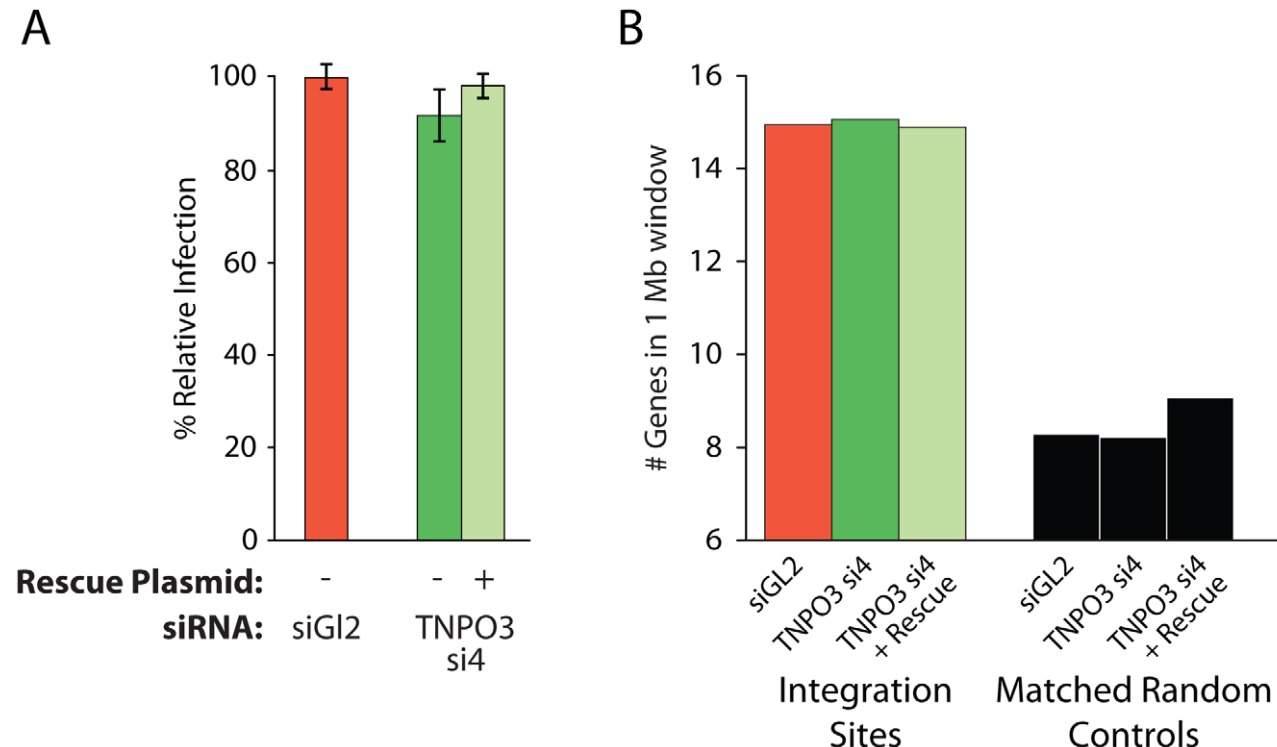 A
% Relative Infection
100
80
60
40
20
0
Rescue Plasmid: - - +
siRNA: siGl2 TNPO3
si4
B
# Genes in 1 Mb window
16
14
12
10
8
6
siGL2
TNPO3 si4
TNPO3 si4
+ Rescue
siGL2
TNPO3 si4
TNPO3 si4
+ Rescue
Integration
Sites
Matched Random
Controls